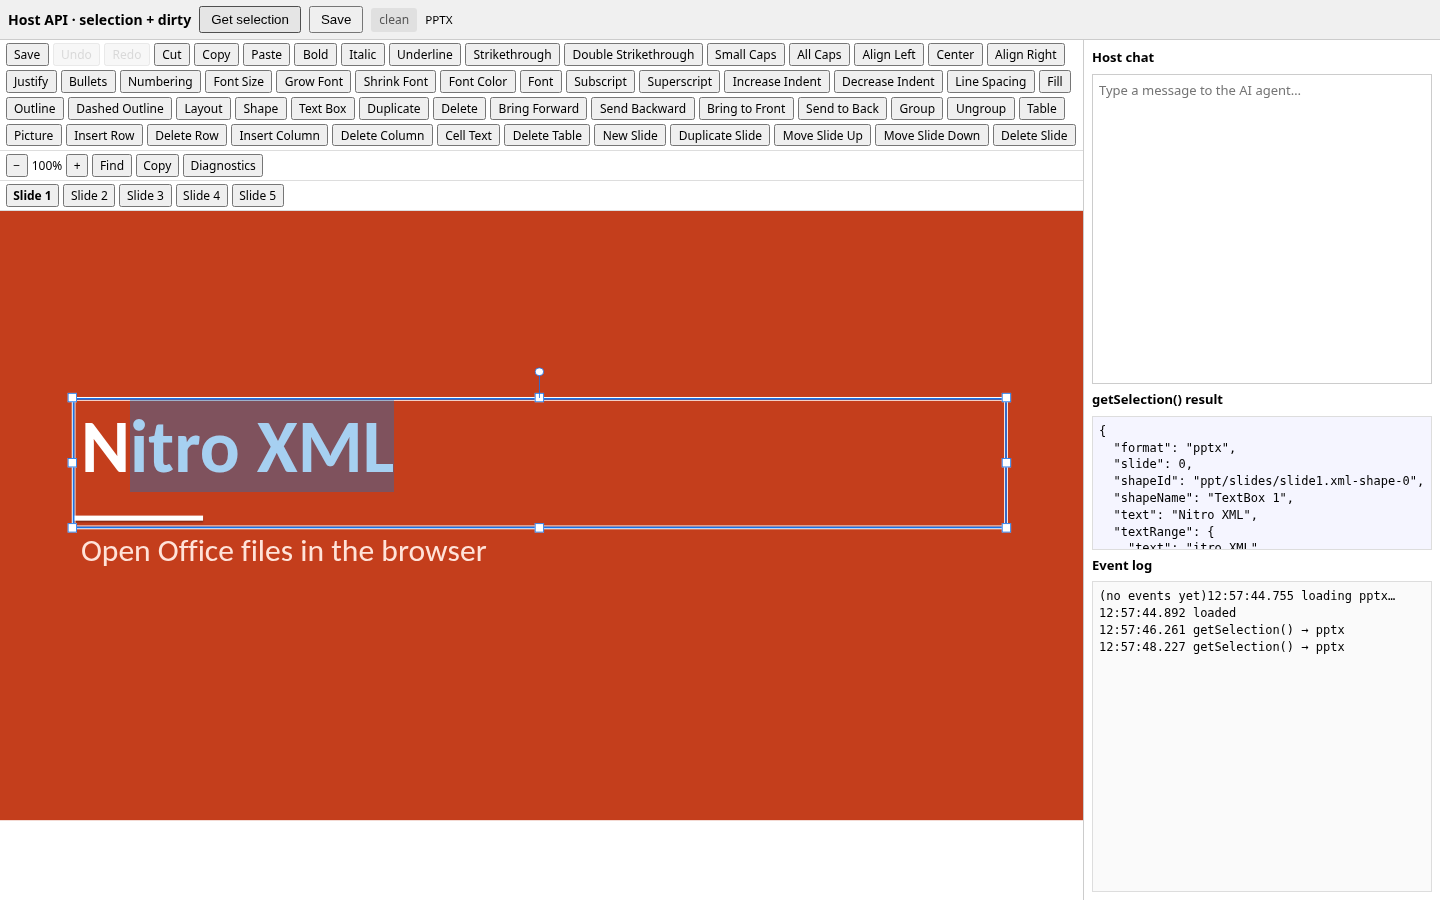 Host API · selection + dirty Get selection Save clean PPTX
Save Undo Redo Cut Copy Paste Bold Italic Underline Strikethrough Double Strikethrough Small Caps All Caps Align Left Center Align Right
Justify Bullets Numbering Font Size Grow Font Shrink Font Font Color Font Subscript Superscript Increase Indent Decrease Indent Line Spacing Fill
Outline Dashed Outline Layout Shape Text Box Duplicate Delete Bring Forward Send Backward Bring to Front Send to Back Group Ungroup Table
Picture Insert Row Delete Row Insert Column Delete Column Cell Text Delete Table New Slide Duplicate Slide Move Slide Up Move Slide Down Delete Slide
− 100% + Find Copy Diagnostics
Slide 1 Slide 2 Slide 3 Slide 4 Slide 5
Nitro XML
Open Office files in the browser
Host chat
Type a message to the AI agent...
getSelection() result
{
"format": "pptx",
"slide": 0,
"shapeId": "ppt/slides/slide1.xml-shape-0",
"shapeName": "TextBox 1",
"text": "Nitro XML",
"textRange": {
"text": "itro XML"
Event log
(no events yet)12:57:44.755 loading pptx…
12:57:44.892 loaded
12:57:46.261 getSelection() → pptx
12:57:48.227 getSelection() → pptx